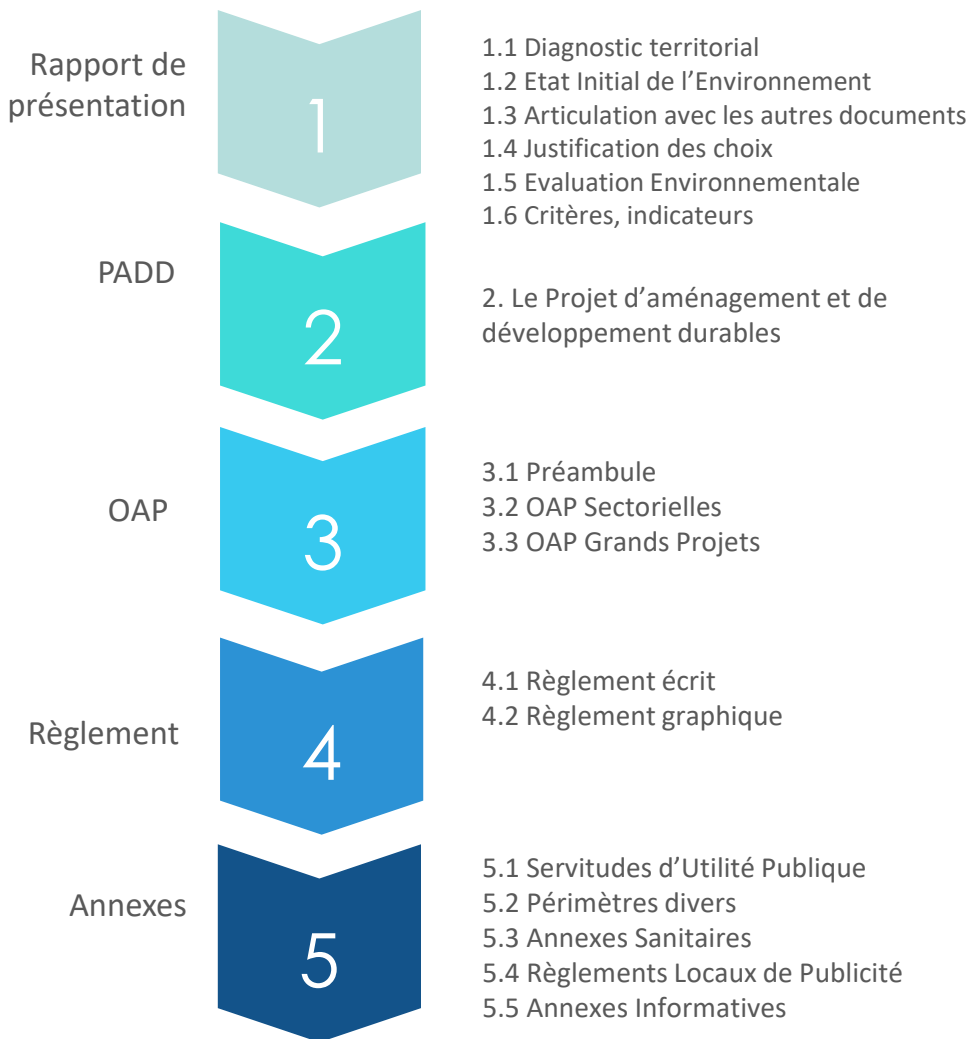 Rapport de
présentation
1
1.1 Diagnostic territorial
1.2 Etat Initial de l’Environnement
1.3 Articulation avec les autres documents
1.4 Justification des choix
1.5 Evaluation Environnementale
1.6 Critères, indicateurs
PADD
2
2. Le Projet d’aménagement et de
développement durables
OAP
3
3.1 Préambule
3.2 OAP Sectorielles
3.3 OAP Grands Projets
Règlement
4
4.1 Règlement écrit
4.2 Règlement graphique
Annexes
5
5.1 Servitudes d’Utilité Publique
5.2 Périmètres divers
5.3 Annexes Sanitaires
5.4 Règlements Locaux de Publicité
5.5 Annexes Informatives